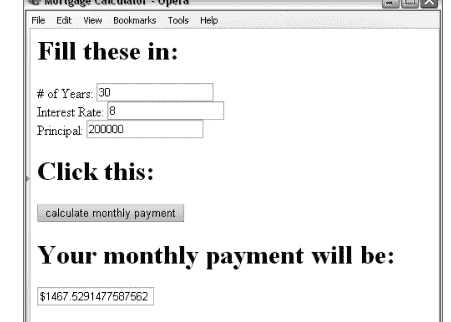 Mortgage Calculator - Opera
File Edit View Bookmarks Tools Help
Fill these in:
# of Years: 30
Interest Rate: 8
Principal: 200000
Click this:
calculate monthly payment
Your monthly payment will be:
$1467.5291477587562